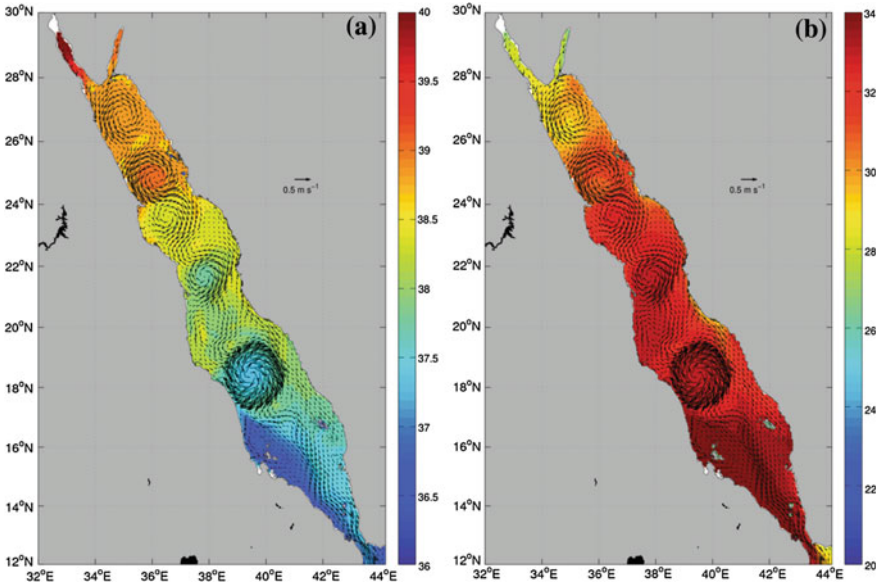 (a)
30°N
28°N
26°N
24°N
22°N
20°N
18°N
16°N
14°N
12°N
32°E 34°E 36°E 38°E 40°E 42°E 44°E
0.5 m s⁻¹
40
39.5
39
38.5
38
37.5
37
36.5
36
(b)
30°N
28°N
26°N
24°N
22°N
20°N
18°N
16°N
14°N
12°N
32°E 34°E 36°E 38°E 40°E 42°E 44°E
0.5 m s⁻¹
34
32
30
28
26
24
22
20